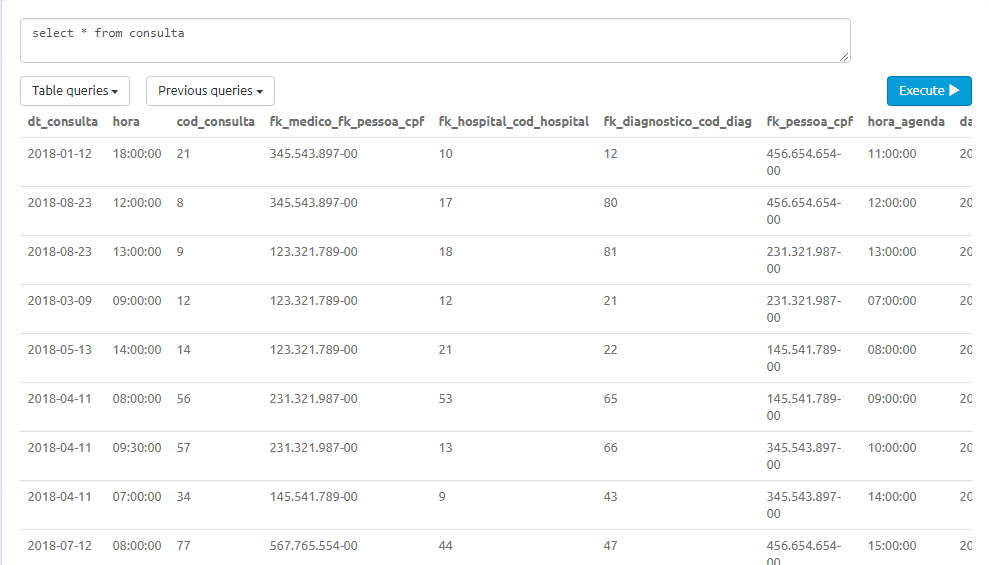 select * from consulta
Table queries Previous queries Execute
dt_consulta hora cod_consulta fk_medico_fk_pessoa_cpf fk_hospital_cod_hospital fk_diagnostico_cod_diag fk_pessoa_cpf hora_agenda da
2018-01-12 18:00:00 21 345.543.897-00 10 12 456.654.654- 11:00:00 20
00
2018-08-23 12:00:00 8 345.543.897-00 17 80 456.654.654- 12:00:00 20
00
2018-08-23 13:00:00 9 123.321.789-00 18 81 231.321.987- 13:00:00 20
00
2018-03-09 09:00:00 12 123.321.789-00 12 21 231.321.987- 07:00:00 20
00
2018-05-13 14:00:00 14 123.321.789-00 21 22 145.541.789- 08:00:00 20
00
2018-04-11 08:00:00 56 231.321.987-00 53 65 145.541.789- 09:00:00 20
00
2018-04-11 09:30:00 57 231.321.987-00 13 66 345.543.897- 10:00:00 20
00
2018-04-11 07:00:00 34 145.541.789-00 9 43 345.543.897- 14:00:00 20
00
2018-07-12 08:00:00 77 567.765.554-00 44 47 456.654.654- 15:00:00 20
00